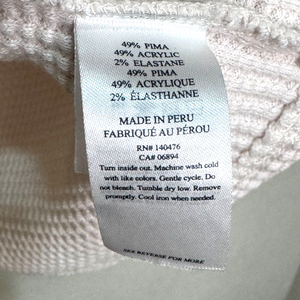 49% PIMA
49% ACRYLIC
2% ELASTANE
49% PIMA
49% ACRYLIQUE
2% ÉLASTHANNE
MADE IN PERU
FABRIQUÉ AU PÉROU
RN# 140476
CA# 06894
Turn inside out. Machine wash cold
with like colors. Gentle cycle. Do
not bleach. Tumble dry low. Remove
promptly. Cool iron when needed.
SEE REVERSE FOR MORE